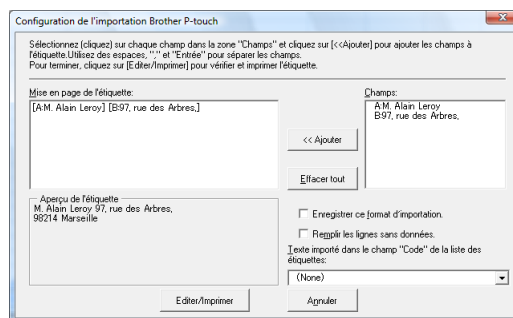 Configuration de l'importation Brother P-touch
Sélectionnez (cliquez) sur chaque champ dans la zone "Champs" et cliquez sur [<<Ajouter] pour ajouter les champs à
l'étiquette.Utilisez des espaces, "," et "Entrée" pour séparer les champs.
Pour terminer, cliquez sur [Editer/Imprimer] pour vérifier et imprimer l'étiquette.
Mise en page de l'étiquette:
Champs:
[A:M. Alain Leroy] [B:97, rue des Arbres,]
A:M. Alain Leroy
B:97, rue des Arbres,
<< Ajouter
Effacer tout
Aperçu de l'étiquette
M. Alain Leroy 97, rue des Arbres,
98214 Marseille
Enregistrer ce format d'importation.
Remplir les lignes sans données.
Texte importé dans le champ "Code" de la liste des
étiquettes:
(None)
Editer/Imprimer
Annuler